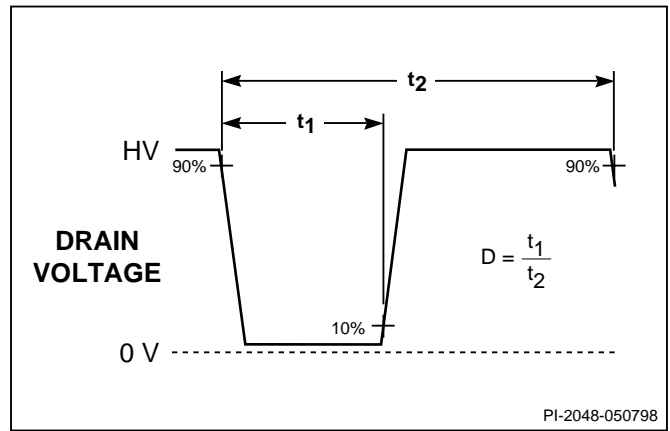 t2
t1
HV
90%
90%
DRAIN
VOLTAGE
D = t1
t2
10%
0 V
PI-2048-050798